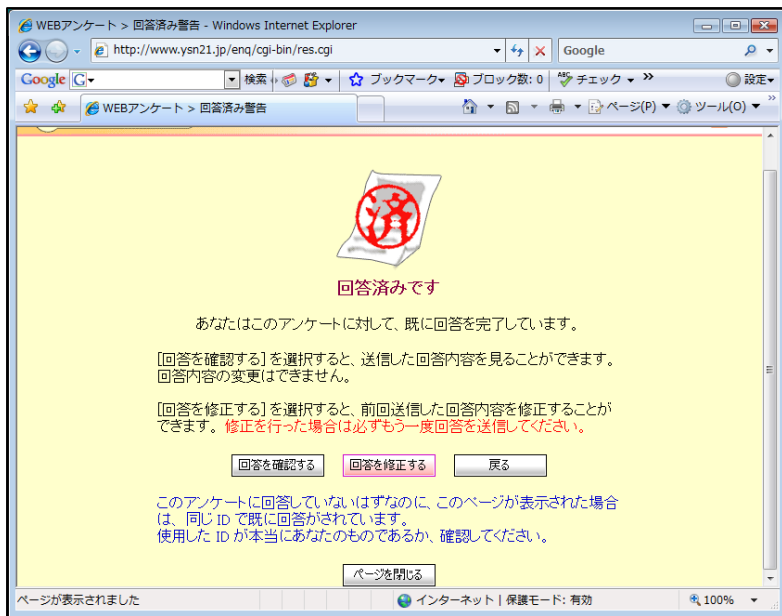 WEBアンケート > 回答済み警告 - Windows Internet Explorer
http://www.ysn21.jp/enq/cgi-bin/res.cgi
Google
Google G 検索 ブックマーク ブロック数: 0 チェック 設定
WEBアンケート > 回答済み警告 ページ(P) ツール(O)
済
回答済みです
あなたはこのアンケートに対して、既に回答を完了しています。
[回答を確認する] を選択すると、送信した回答内容を見ることができます。
回答内容の変更はできません。
[回答を修正する] を選択すると、前回送信した回答内容を修正することが
できます。修正を行った場合は必ずもう一度回答を送信してください。
回答を確認する 回答を修正する 戻る
このアンケートに回答していないはずなのに、このページが表示された場合
は、同じ ID で既に回答がされています。
使用した ID が本当にあなたのものであるか、確認してください。
ページを閉じる
ページが表示されました インターネット | 保護モード: 有効 100%